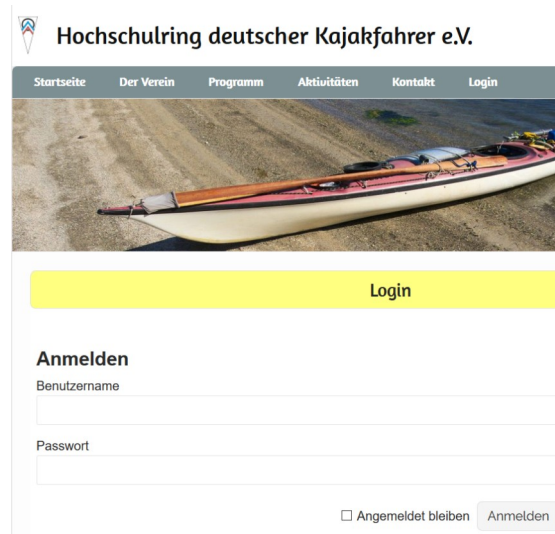 Hochschulring deutscher Kajakfahrer e.V.
Startseite Der Verein Programm Aktivitäten Kontakt Login
Login
Anmelden
Benutzername
Passwort
Angemeldet bleiben Anmelden